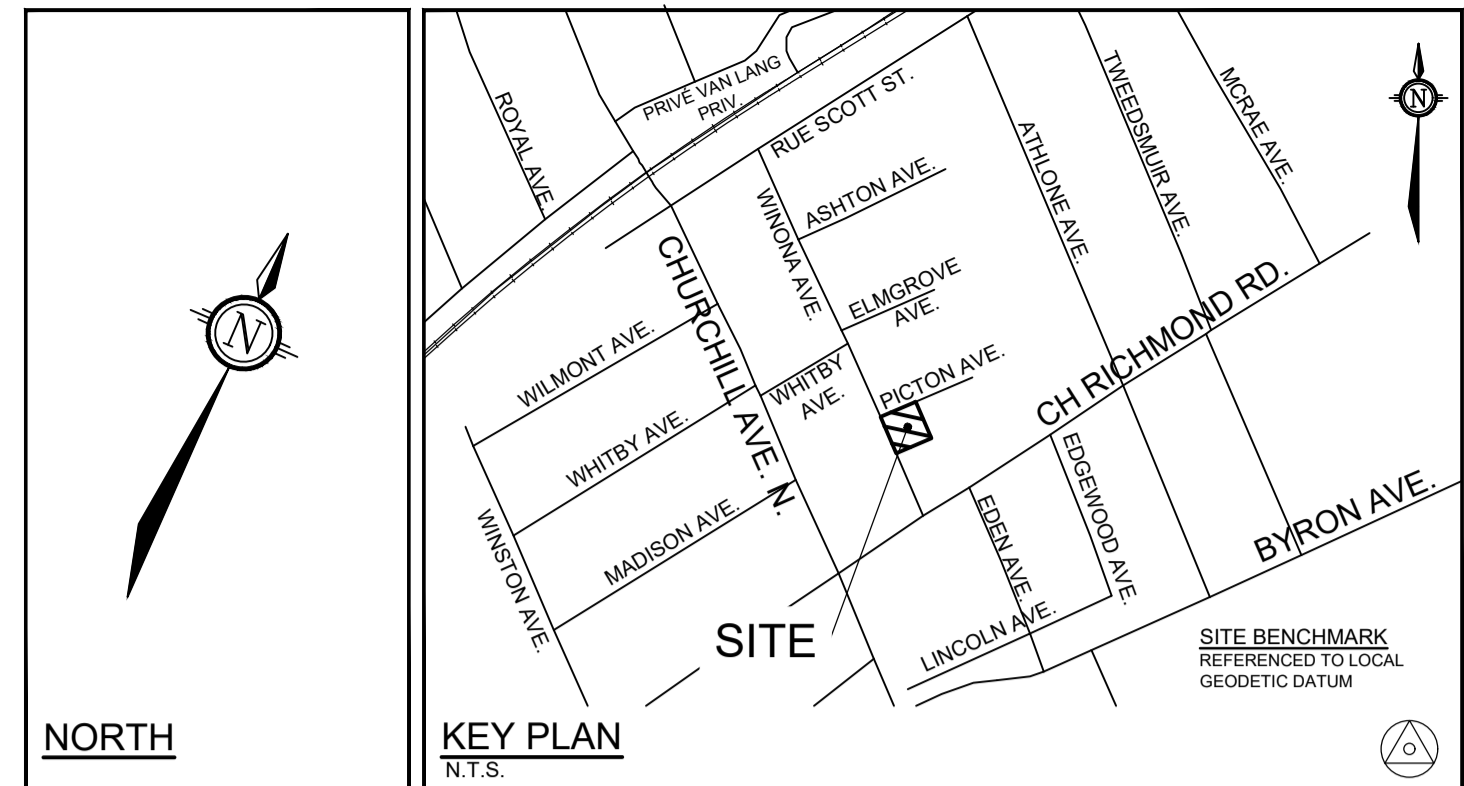 N
NORTH
ROYAL AVE.
PRIVÉ VAN LANG
PRIV.
RUE SCOTT ST.
ASHTON AVE.
WINONA AVE.
ELMGROVE
AVE.
ATHLONE AVE.
TWEEDSMUIR AVE.
MCRAE AVE.
N
CHURCHILL AVE. N.
WILMONT AVE.
WHITBY AVE.
WHITBY
AVE.
PICTON AVE.
CH RICHMOND RD.
MADISON AVE.
WINSTON AVE.
EDEN AVE.
EDGEWOOD AVE.
BYRON AVE.
LINCOLN AVE.
SITE
SITE BENCHMARK
REFERENCED TO LOCAL
GEODETIC DATUM
KEY PLAN
N.T.S.